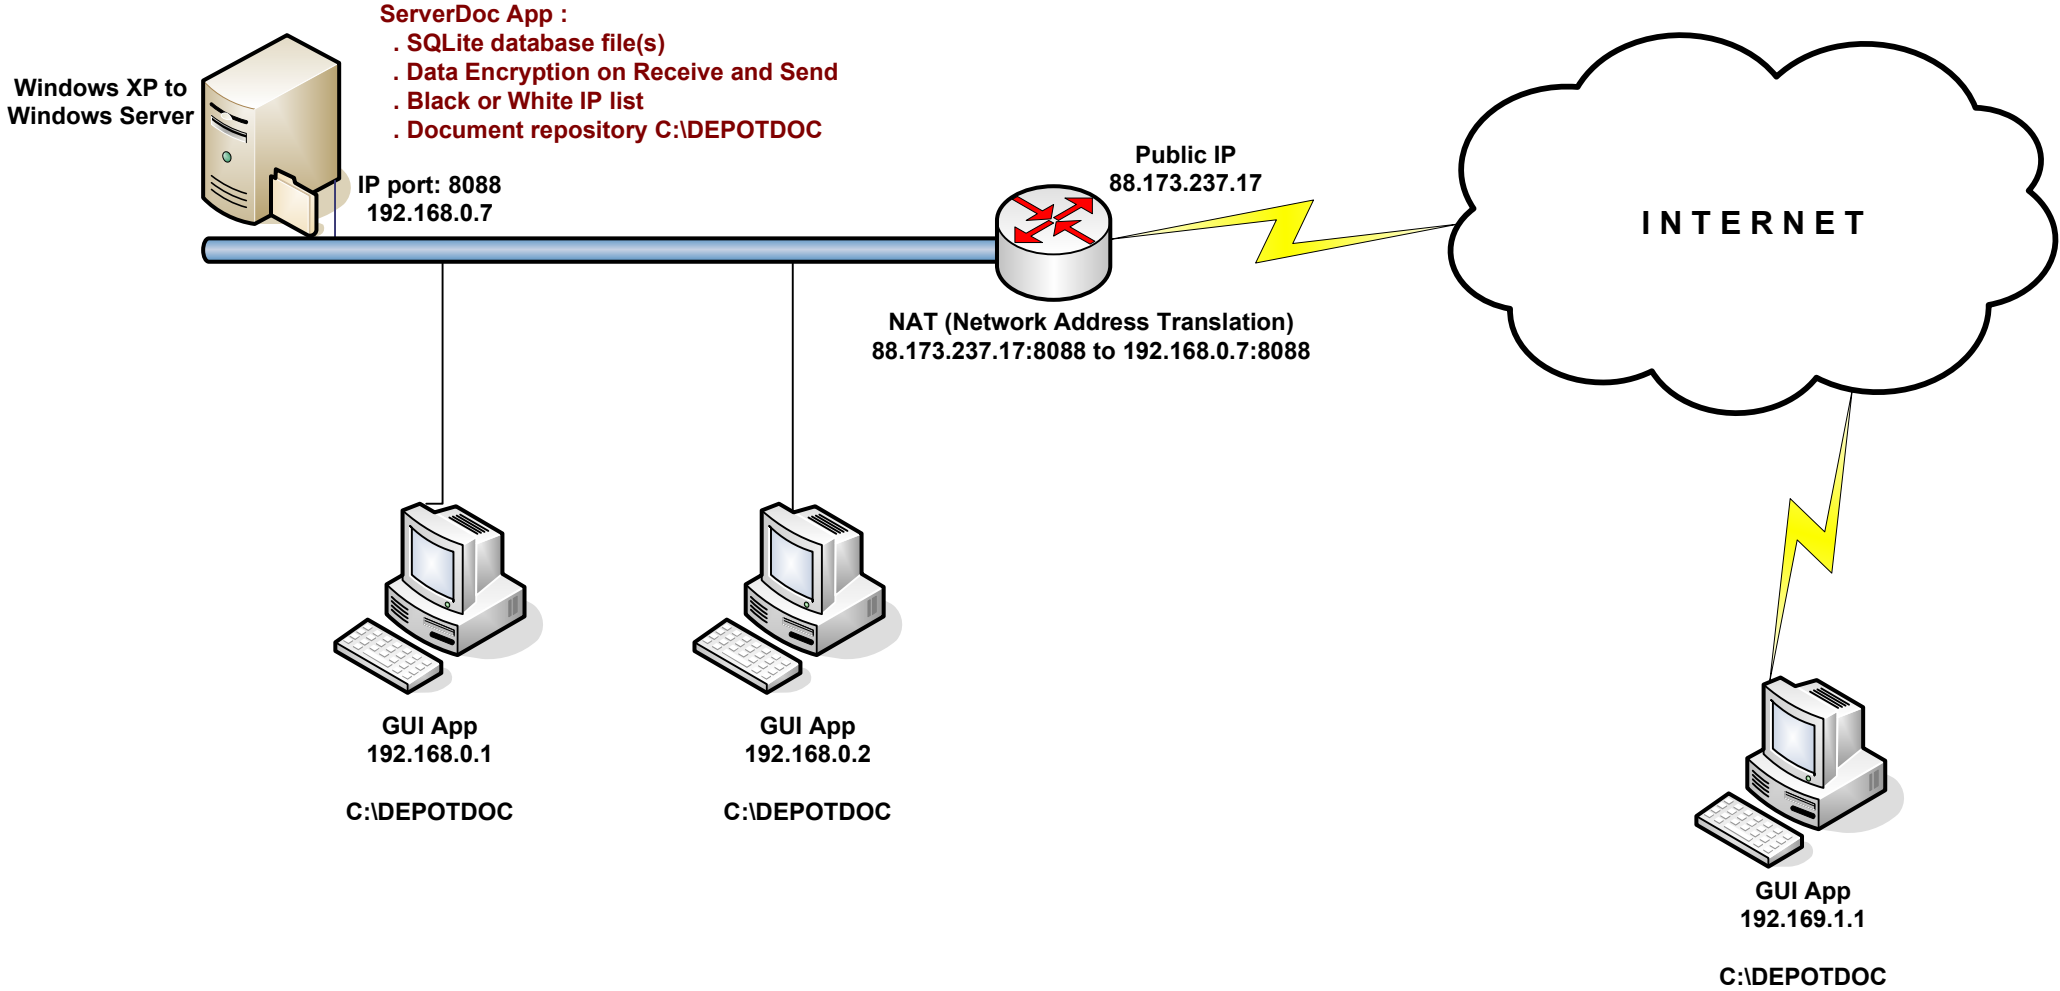 ServerDoc App :
. SQLite database file(s)
. Data Encryption on Receive and Send
. Black or White IP list
. Document repository C:\DEPOTDOC
Windows XP to
Windows Server
IP port: 8088
192.168.0.7
Public IP
88.173.237.17
I N T E R N E T
NAT (Network Address Translation)
88.173.237.17:8088 to 192.168.0.7:8088
GUI App
192.168.0.1
C:\DEPOTDOC
GUI App
192.168.0.2
C:\DEPOTDOC
GUI App
192.169.1.1
C:\DEPOTDOC